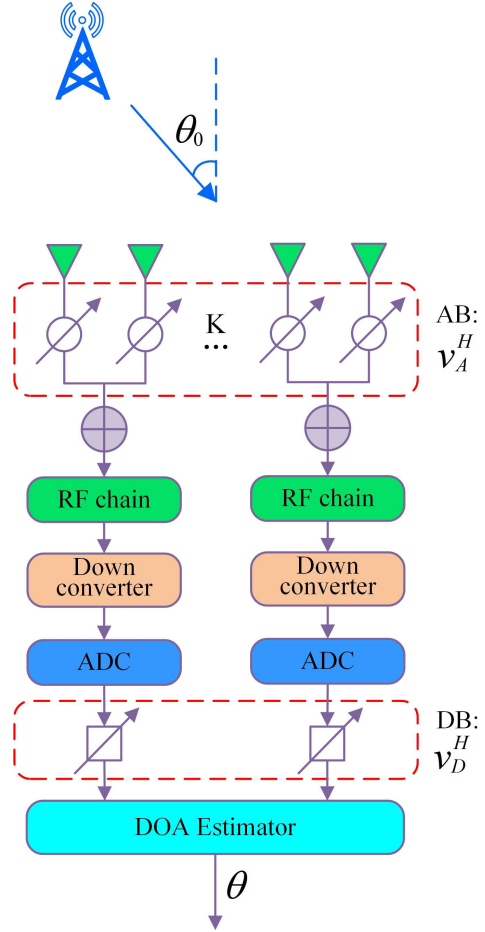 θ₀
K
...
AB:
v_A^H
RF chain
RF chain
Down
converter
Down
converter
ADC
ADC
DB:
v_D^H
DOA Estimator
θ